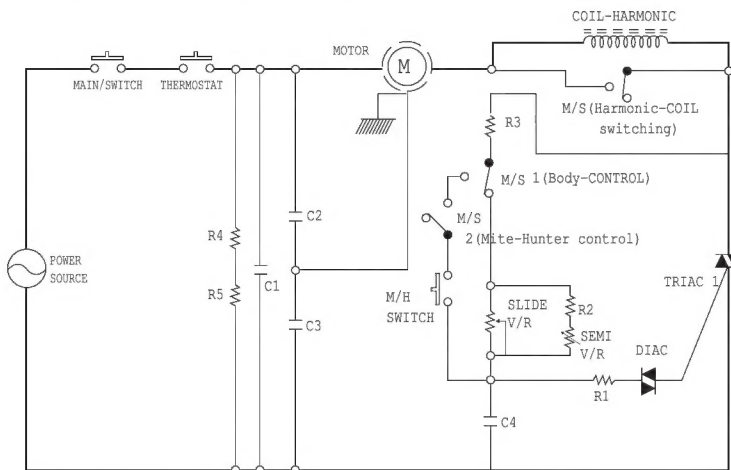 COIL-HARMONIC
MOTOR
M
MAIN/SWITCH
THERMOSTAT
M/S(Harmonic-COIL
switching)
R3
M/S 1(Body-CONTROL)
M/S
2(Mite-Hunter control)
C2
R4
POWER
SOURCE
C1
R5
M/H
SWITCH
TRIAC 1
SLIDE
V/R
R2
C3
SEMI
V/R
DIAC
R1
C4